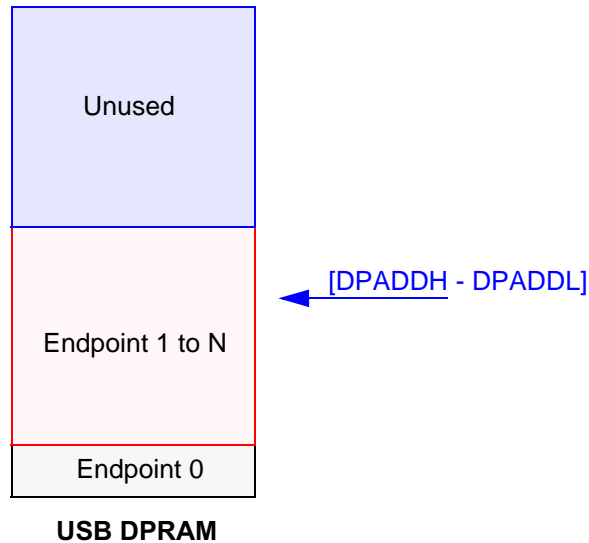 Unused
[DPADDH - DPADDL]
Endpoint 1 to N
Endpoint 0
USB DPRAM